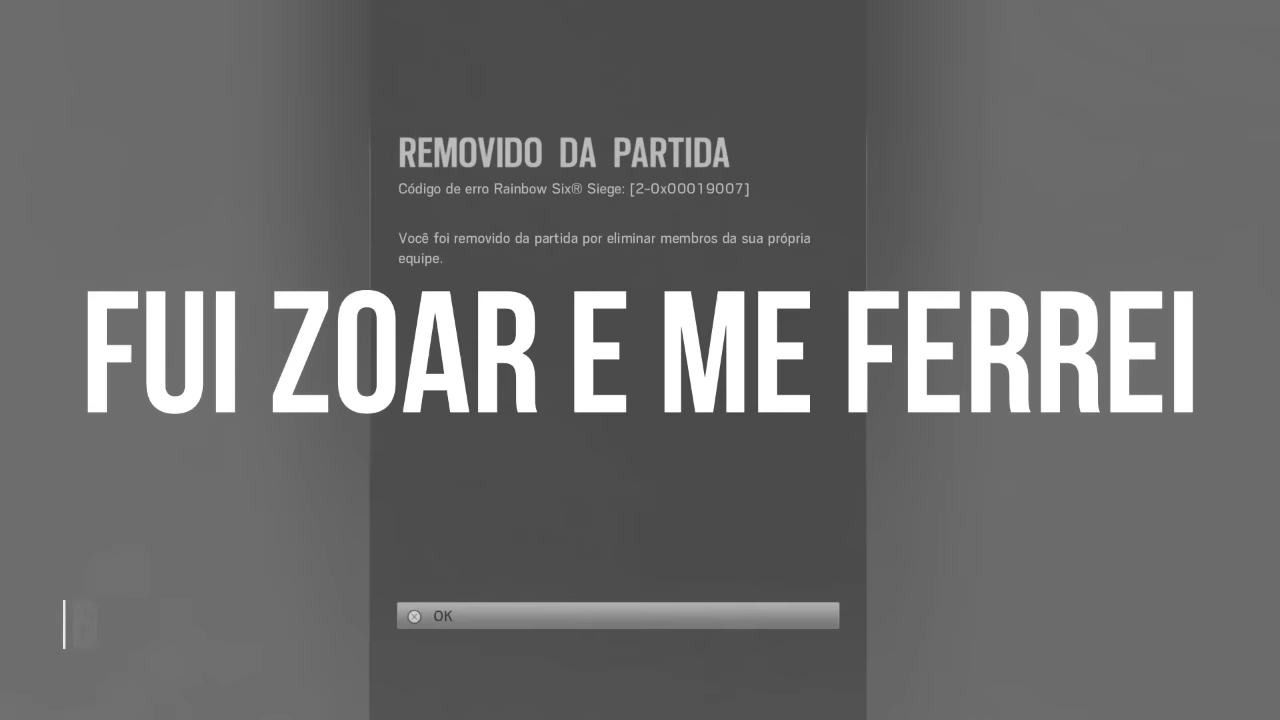 REMOVIDO DA PARTIDA
Código de erro Rainbow Six® Siege: [2-0x00019007]
Você foi removido da partida por eliminar membros da sua própria
equipe.
FUI ZOAR E ME FERREI
OK